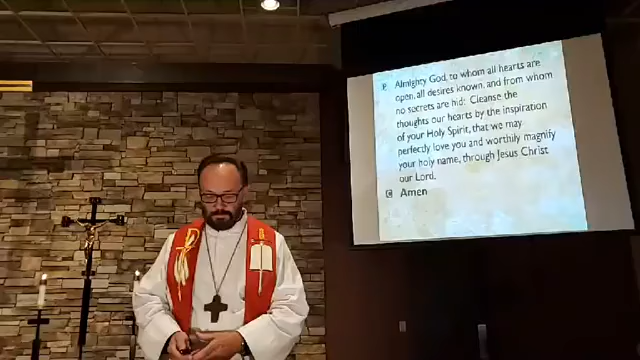 P Almighty God, to whom all hearts are
open, all desires known, and from whom
no secrets are hid: Cleanse the
thoughts our hearts by the inspiration
of your Holy Spirit, that we may
perfectly love you and worthily magnify
your holy name, through Jesus Christ
our Lord.
C Amen